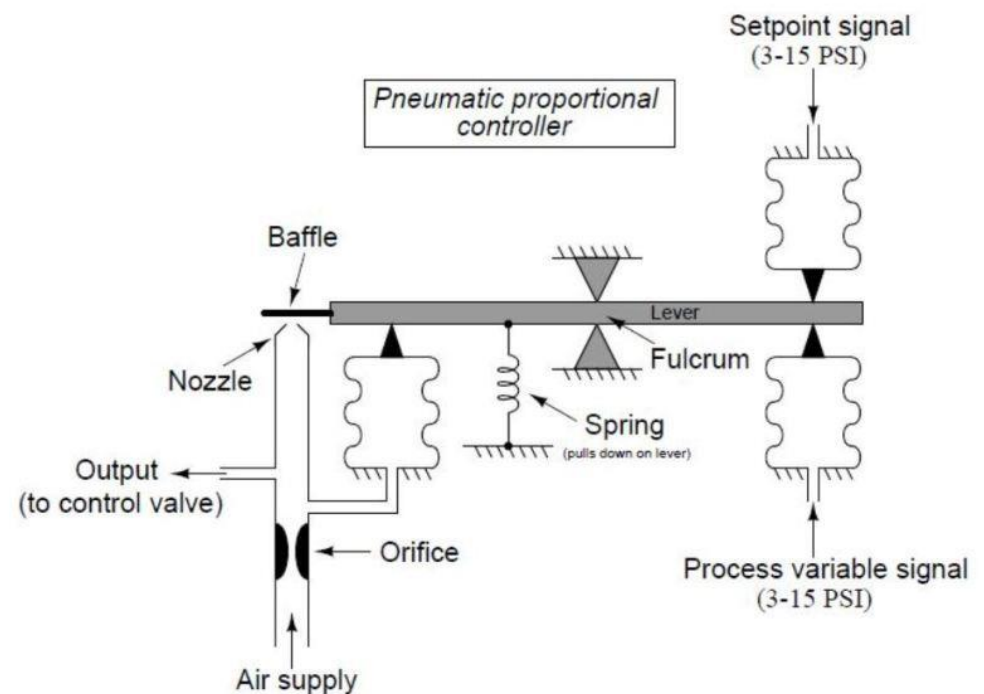 Setpoint signal
(3-15 PSI)
Pneumatic proportional
controller
Baffle
Lever
Fulcrum
Nozzle
Spring
(pulls down on lever)
Output
(to control valve)
Orifice
Process variable signal
(3-15 PSI)
Air supply